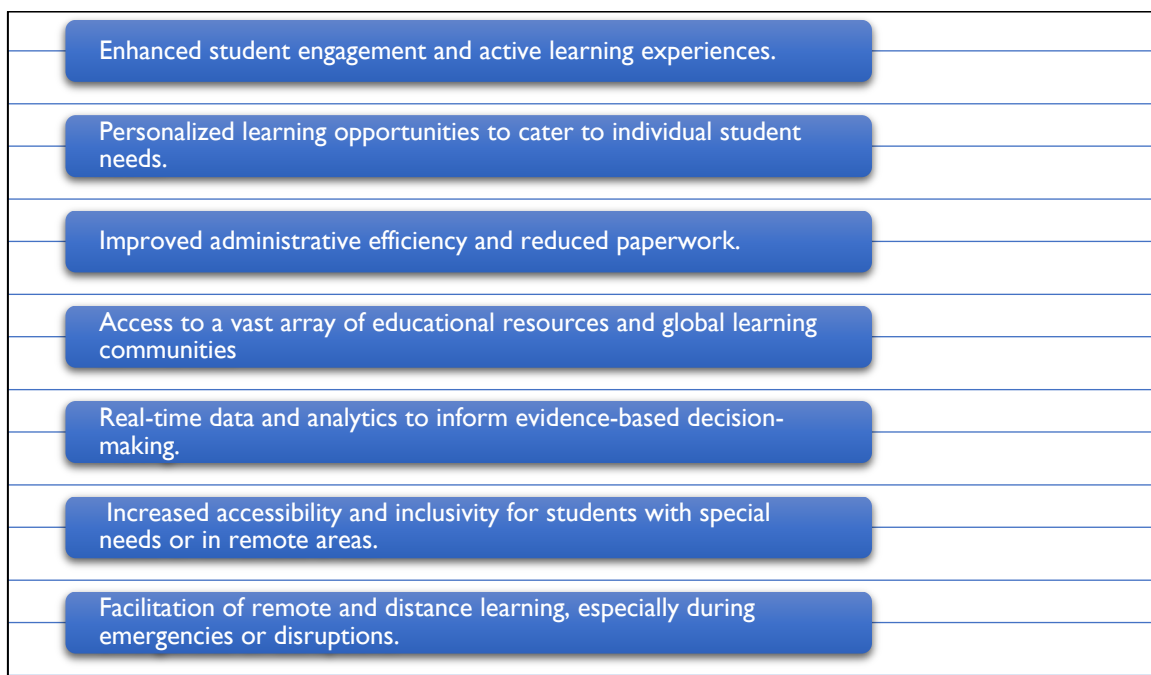 Enhanced student engagement and active learning experiences.
Personalized learning opportunities to cater to individual student
needs.
Improved administrative efficiency and reduced paperwork.
Access to a vast array of educational resources and global learning
communities
Real-time data and analytics to inform evidence-based decision-
making.
Increased accessibility and inclusivity for students with special
needs or in remote areas.
Facilitation of remote and distance learning, especially during
emergencies or disruptions.